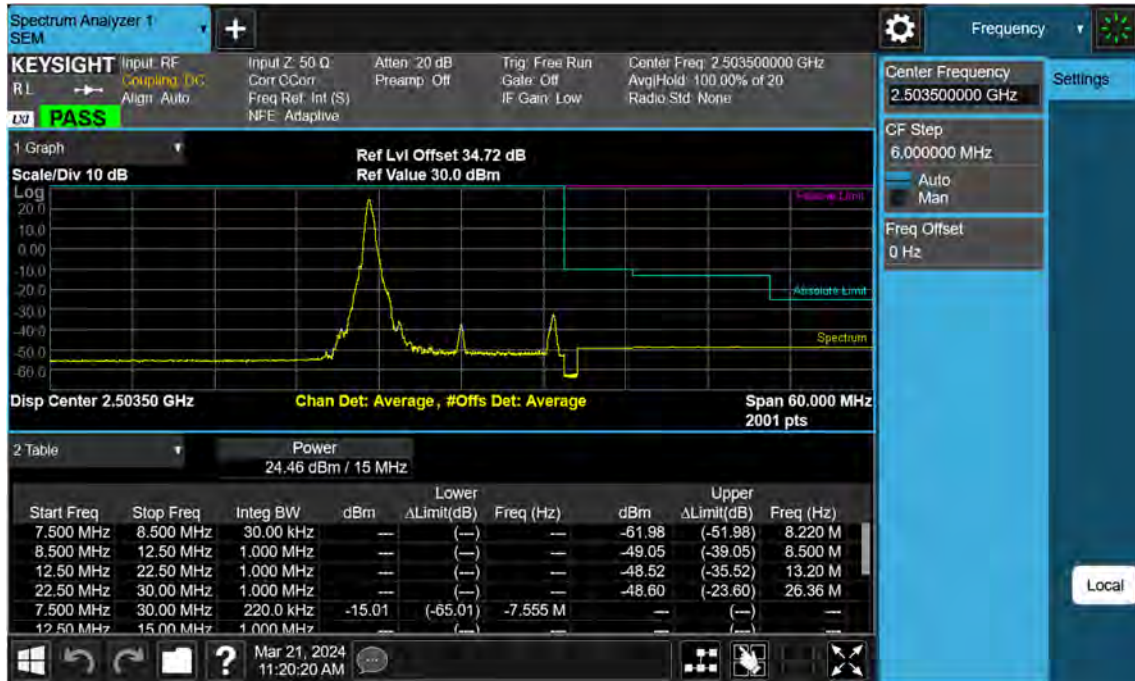 Spectrum Analyzer 1
SEM
Frequency
KEYSIGHT
RL
LXI
PASS
Input: RF
Coupling: DC
Align: Auto
Input Z: 50 Ω
Corr CCorr
Freq Ref: Int (S)
NFE: Adaptive
Atten: 20 dB
Preamp: Off
Trig: Free Run
Gate: Off
IF Gain: Low
Center Freq: 2.503500000 GHz
Avg|Hold: 100.00% of 20
Radio Std: None
Center Frequency
2.503500000 GHz
Settings
CF Step
6.000000 MHz
Auto
Man
Freq Offset
0 Hz
Local
1 Graph
Scale/Div 10 dB
Ref Lvl Offset 34.72 dB
Ref Value 30.0 dBm
Log
20.0
10.0
0.00
-10.0
-20.0
-30.0
-40.0
-50.0
-60.0
Relative Limit
Absolute Limit
Spectrum
Disp Center 2.50350 GHz
Chan Det: Average, #Offs Det: Average
Span 60.000 MHz
2001 pts
2 Table
Power
24.46 dBm / 15 MHz
Lower Upper
Start Freq Stop Freq Integ BW dBm ΔLimit(dB) Freq (Hz) dBm ΔLimit(dB) Freq (Hz)
7.500 MHz 8.500 MHz 30.00 kHz --- (---) --- -61.98 (-51.98) 8.220 M
8.500 MHz 12.50 MHz 1.000 MHz --- (---) --- -49.05 (-39.05) 8.500 M
12.50 MHz 22.50 MHz 1.000 MHz --- (---) --- -48.52 (-35.52) 13.20 M
22.50 MHz 30.00 MHz 1.000 MHz --- (---) --- -48.60 (-23.60) 26.36 M
7.500 MHz 30.00 MHz 220.0 kHz -15.01 (-65.01) -7.555 M --- (---) ---
12.50 MHz 15.00 MHz 1.000 MHz --- (---) --- --- (---) ---
?
Mar 21, 2024
11:20:20 AM